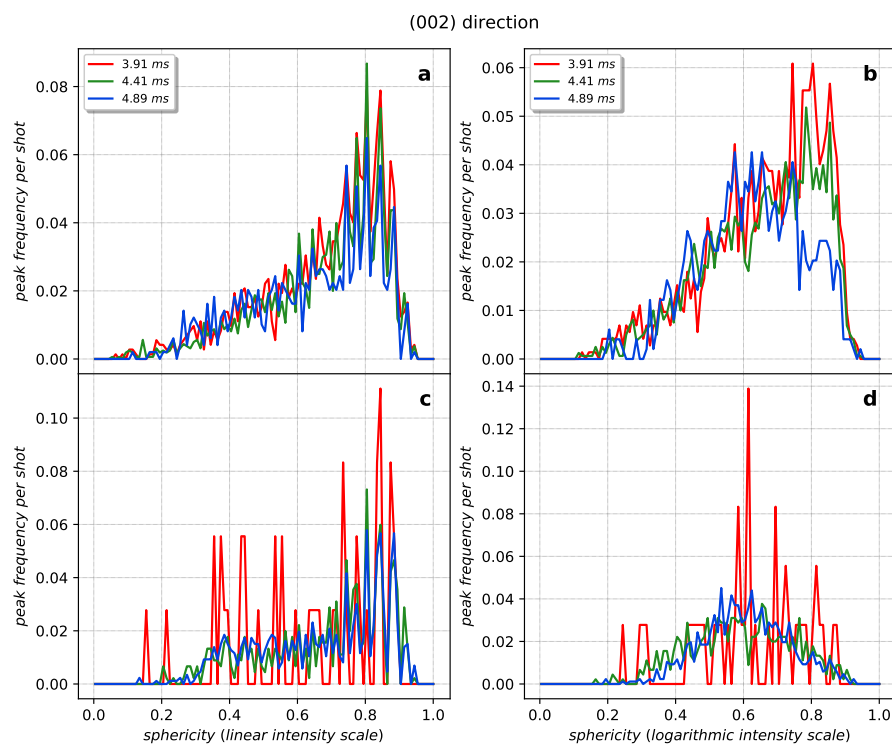 (002) direction
3.91 ms
4.41 ms
4.89 ms
a
0.08
0.06
0.04
0.02
0.00
peak frequency per shot
3.91 ms
4.41 ms
4.89 ms
b
0.06
0.05
0.04
0.03
0.02
0.01
0.00
peak frequency per shot
c
0.10
0.08
0.06
0.04
0.02
0.00
peak frequency per shot
0.0 0.2 0.4 0.6 0.8 1.0
sphericity (linear intensity scale)
d
0.14
0.12
0.10
0.08
0.06
0.04
0.02
0.00
peak frequency per shot
0.0 0.2 0.4 0.6 0.8 1.0
sphericity (logarithmic intensity scale)